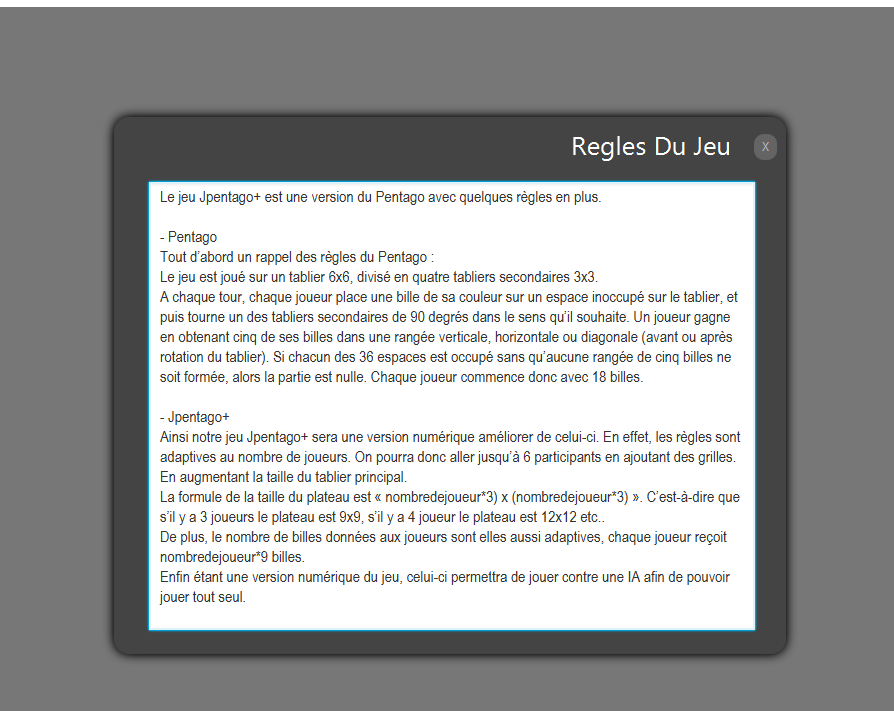 Regles Du Jeu
X
Le jeu Jpentago+ est une version du Pentago avec quelques règles en plus.
- Pentago
Tout d'abord un rappel des règles du Pentago :
Le jeu est joué sur un tablier 6x6, divisé en quatre tabliers secondaires 3x3.
A chaque tour, chaque joueur place une bille de sa couleur sur un espace inoccupé sur le tablier, et
puis tourne un des tabliers secondaires de 90 degrés dans le sens qu'il souhaite. Un joueur gagne
en obtenant cinq de ses billes dans une rangée verticale, horizontale ou diagonale (avant ou après
rotation du tablier). Si chacun des 36 espaces est occupé sans qu'aucune rangée de cinq billes ne
soit formée, alors la partie est nulle. Chaque joueur commence donc avec 18 billes.
- Jpentago+
Ainsi notre jeu Jpentago+ sera une version numérique améliorer de celui-ci. En effet, les règles sont
adaptives au nombre de joueurs. On pourra donc aller jusqu'à 6 participants en ajoutant des grilles.
En augmentant la taille du tablier principal.
La formule de la taille du plateau est « nombredejoueur*3) x (nombredejoueur*3) ». C'est-à-dire que
s'il y a 3 joueurs le plateau est 9x9, s'il y a 4 joueur le plateau est 12x12 etc..
De plus, le nombre de billes données aux joueurs sont elles aussi adaptives, chaque joueur reçoit
nombredejoueur*9 billes.
Enfin étant une version numérique du jeu, celui-ci permettra de jouer contre une IA afin de pouvoir
jouer tout seul.